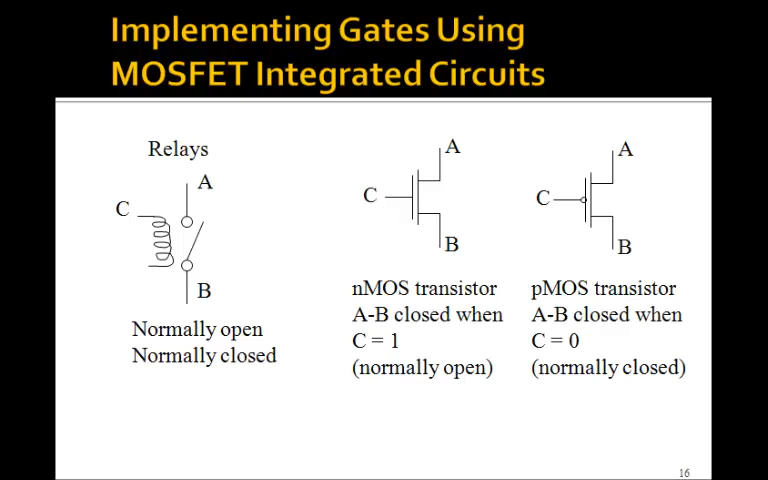 Implementing Gates Using
MOSFET Integrated Circuits
Relays
A
C
B
Normally open
Normally closed
A
C
B
nMOS transistor
A-B closed when
C = 1
(normally open)
A
C
B
pMOS transistor
A-B closed when
C = 0
(normally closed)
16